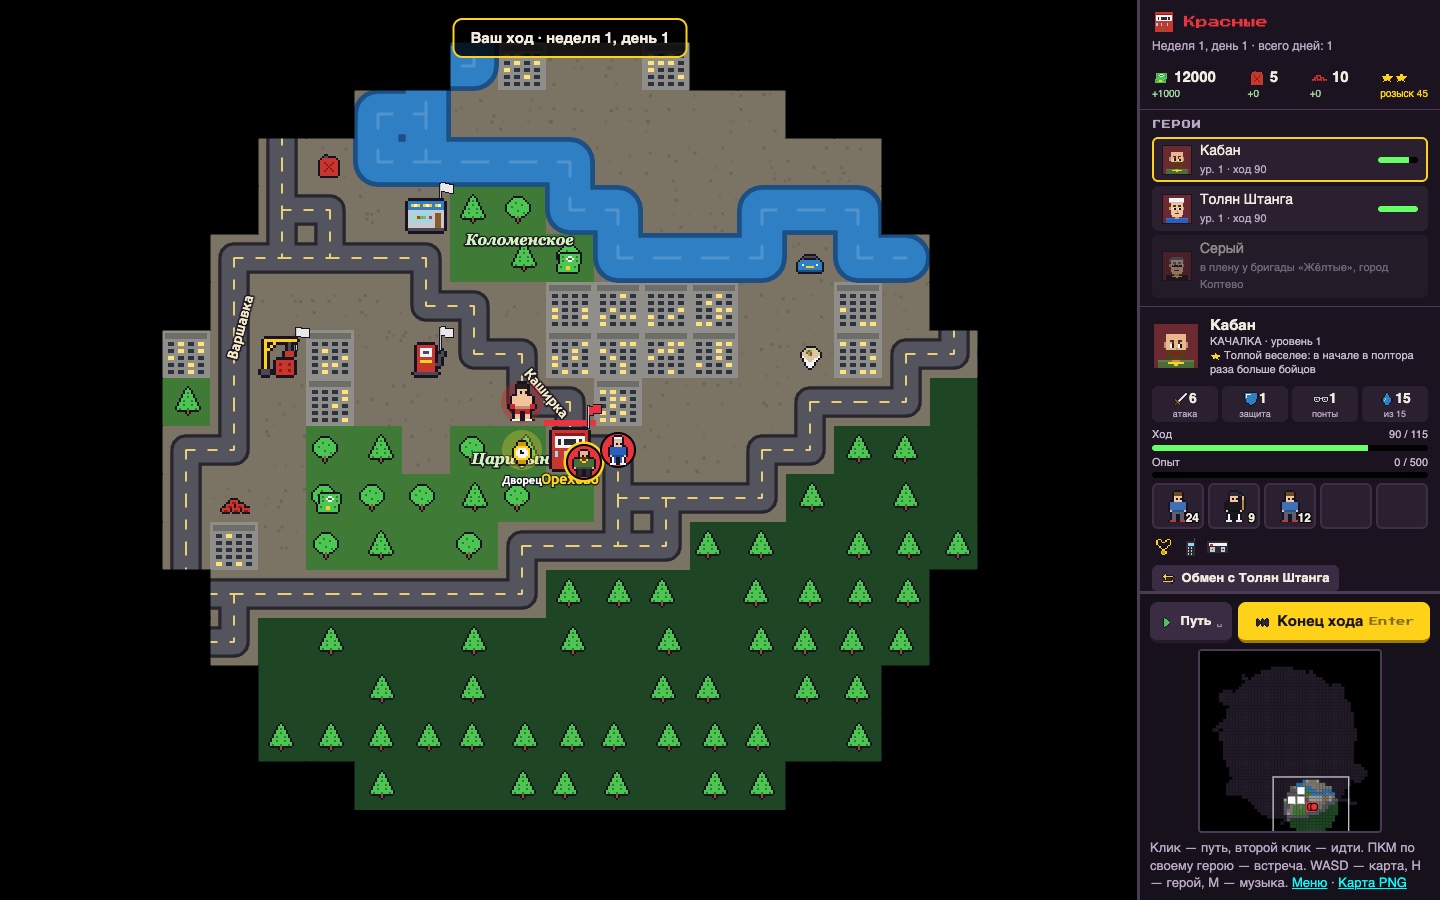 Ваш ход · неделя 1, день 1
Коломенское
Варшавка
Каширка
Дворец
Орехово
Красные
Неделя 1, день 1 · всего дней: 1
12000
5
10
+1000
+0
+0
розыск 45
ГЕРОИ
Кабан
ур. 1 · ход 90
Толян Штанга
ур. 1 · ход 90
Серый
в плену у бригады «Жёлтые», город
Коптево
Кабан
КАЧАЛКА · уровень 1
Толпой веселее: в начале в полтора
раза больше бойцов
6
1
1
15
атака
защита
понты
из 15
Ход
90 / 115
Опыт
0 / 500
24
9
12
Обмен с Толян Штанга
Путь
Конец хода Enter
Клик — путь, второй клик — идти. ПКМ по
своему герою — встреча. WASD — карта, H
— герой, M — музыка. Меню · Карта PNG